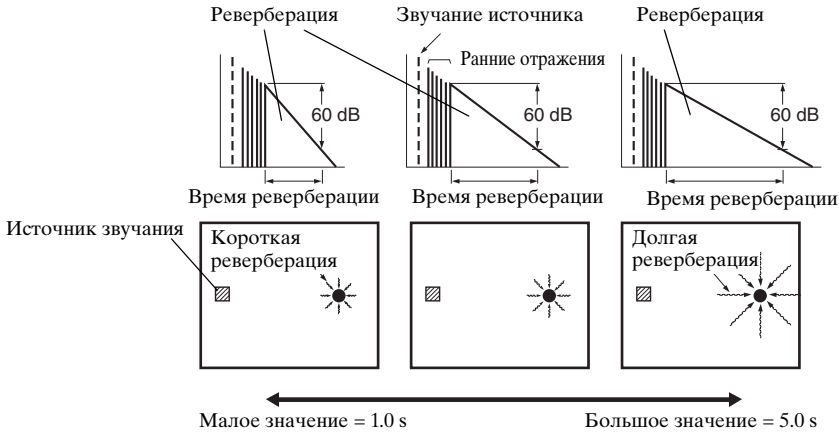 Реверберация
Звучание источника
Реверберация
Ранние отражения
60 dB
60 dB
60 dB
Время реверберации
Время реверберации
Время реверберации
Источник звучания
Короткая
реверберация
Долгая
реверберация
Малое значение = 1.0 s
Большое значение = 5.0 s